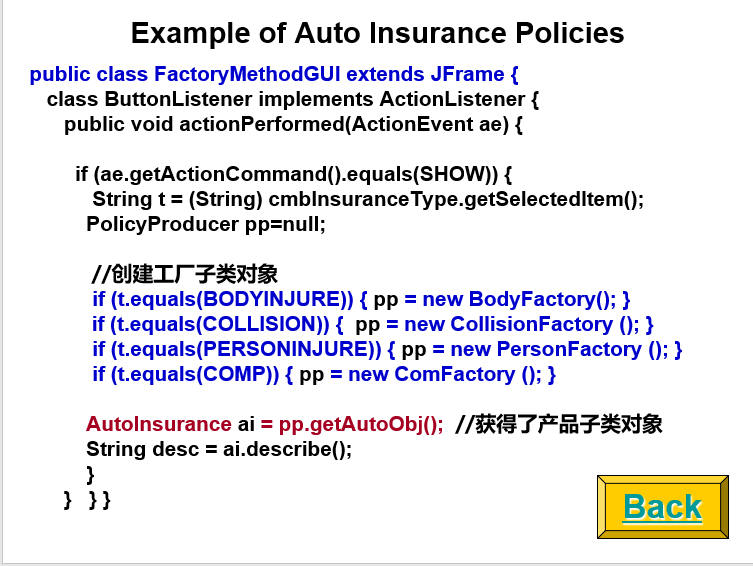 Example of Auto Insurance Policies
public class FactoryMethodGUI extends JFrame {
class ButtonListener implements ActionListener {
public void actionPerformed(ActionEvent ae) {
if (ae.getActionCommand().equals(SHOW)) {
String t = (String) cmbInsuranceType.getSelectedItem();
PolicyProducer pp=null;
//创建工厂子类对象
if (t.equals(BODYINJURE)) { pp = new BodyFactory(); }
if (t.equals(COLLISION)) { pp = new CollisionFactory (); }
if (t.equals(PERSONINJURE)) { pp = new PersonFactory (); }
if (t.equals(COMP)) { pp = new ComFactory (); }
AutoInsurance ai = pp.getAutoObj(); //获得了产品子类对象
String desc = ai.describe();
}
} } }
Back